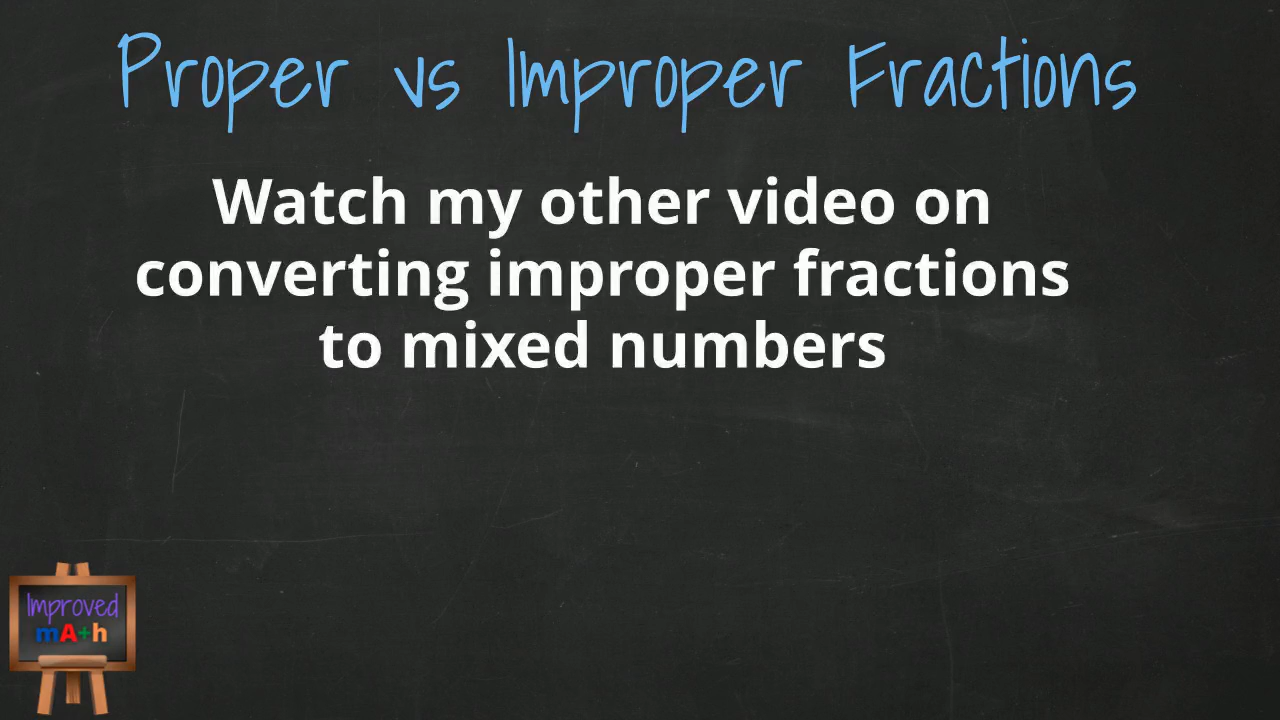 Proper vs Improper Fractions
Watch my other video on
converting improper fractions
to mixed numbers
Improved
mA+h